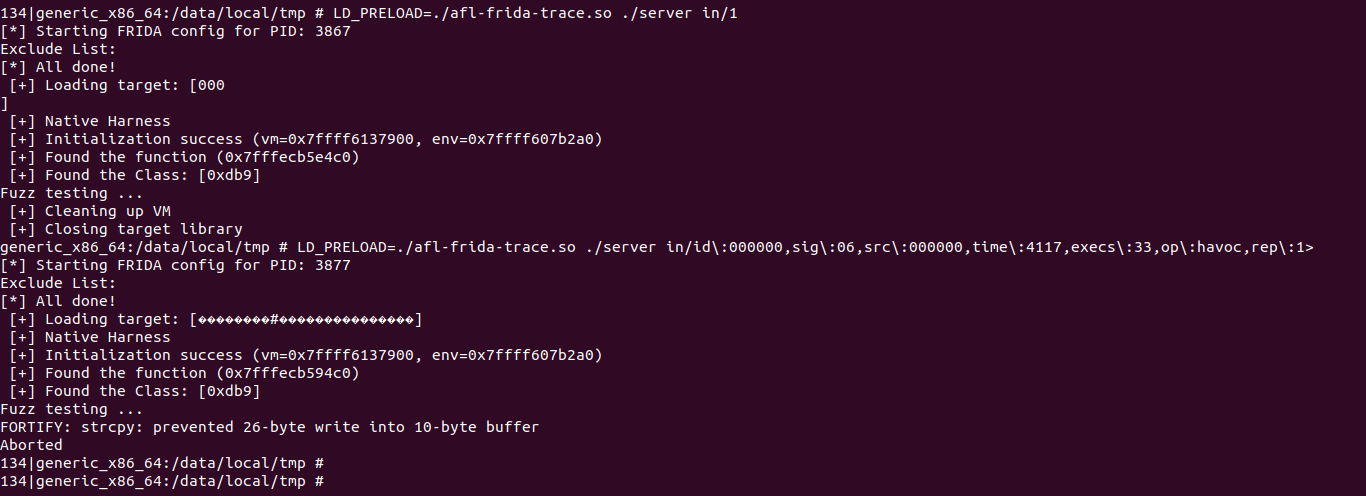 134|generic_x86_64:/data/local/tmp # LD_PRELOAD=./afl-frida-trace.so ./server in/1
[*] Starting FRIDA config for PID: 3867
Exclude List:
[*] All done!
 [+] Loading target: [000
]
 [+] Native Harness
 [+] Initialization success (vm=0x7ffff6137900, env=0x7ffff607b2a0)
 [+] Found the function (0x7fffecb5e4c0)
 [+] Found the Class: [0xdb9]
Fuzz testing ...
 [+] Cleaning up VM
 [+] Closing target library
generic_x86_64:/data/local/tmp # LD_PRELOAD=./afl-frida-trace.so ./server in/id\:000000,sig\:06,src\:000000,time\:4117,execs\:33,op\:havoc,rep\:1>
[*] Starting FRIDA config for PID: 3877
Exclude List:
[*] All done!
 [+] Loading target: [��������#���������������]
 [+] Native Harness
 [+] Initialization success (vm=0x7ffff6137900, env=0x7ffff607b2a0)
 [+] Found the function (0x7fffecb594c0)
 [+] Found the Class: [0xdb9]
Fuzz testing ...
FORTIFY: strcpy: prevented 26-byte write into 10-byte buffer
Aborted
134|generic_x86_64:/data/local/tmp #
134|generic_x86_64:/data/local/tmp #